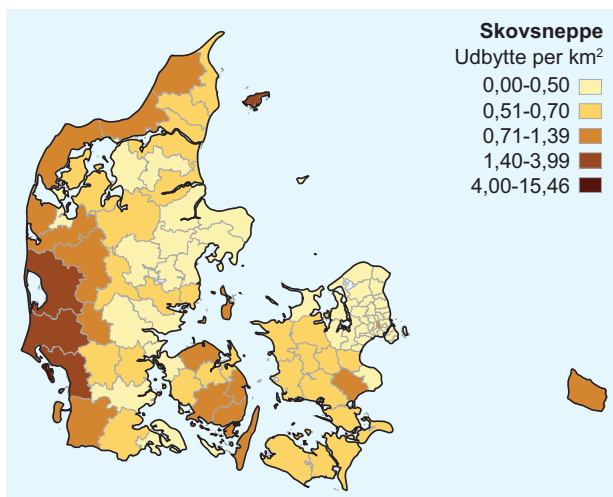 Skovsneppe
Udbytte per km²
0,00-0,50
0,51-0,70
0,71-1,39
1,40-3,99
4,00-15,46